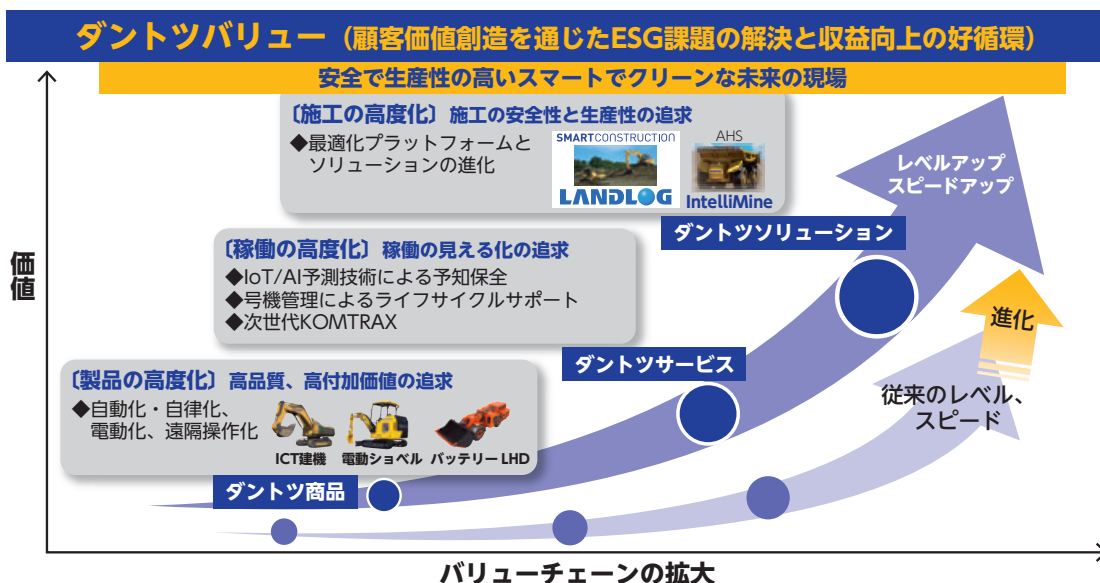 ダントツバリュー（顧客価値創造を通じたESG課題の解決と収益向上の好循環）
安全で生産性の高いスマートでクリーンな未来の現場
〔施工の高度化〕施工の安全性と生産性の追求
◆最適化プラットフォームと
ソリューションの進化
SMARTCONSTRUCTION
LANDLOG
AHS
IntelliMine
レベルアップ
スピードアップ
ダントツソリューション
〔稼働の高度化〕稼働の見える化の追求
◆IoT/AI予測技術による予知保全
◆号機管理によるライフサイクルサポート
◆次世代KOMTRAX
価値
進化
ダントツサービス
〔製品の高度化〕高品質、高付加価値の追求
◆自動化・自律化、
電動化、遠隔操作化
ICT建機 電動ショベル バッテリーLHD
従来のレベル、
スピード
ダントツ商品
バリューチェーンの拡大